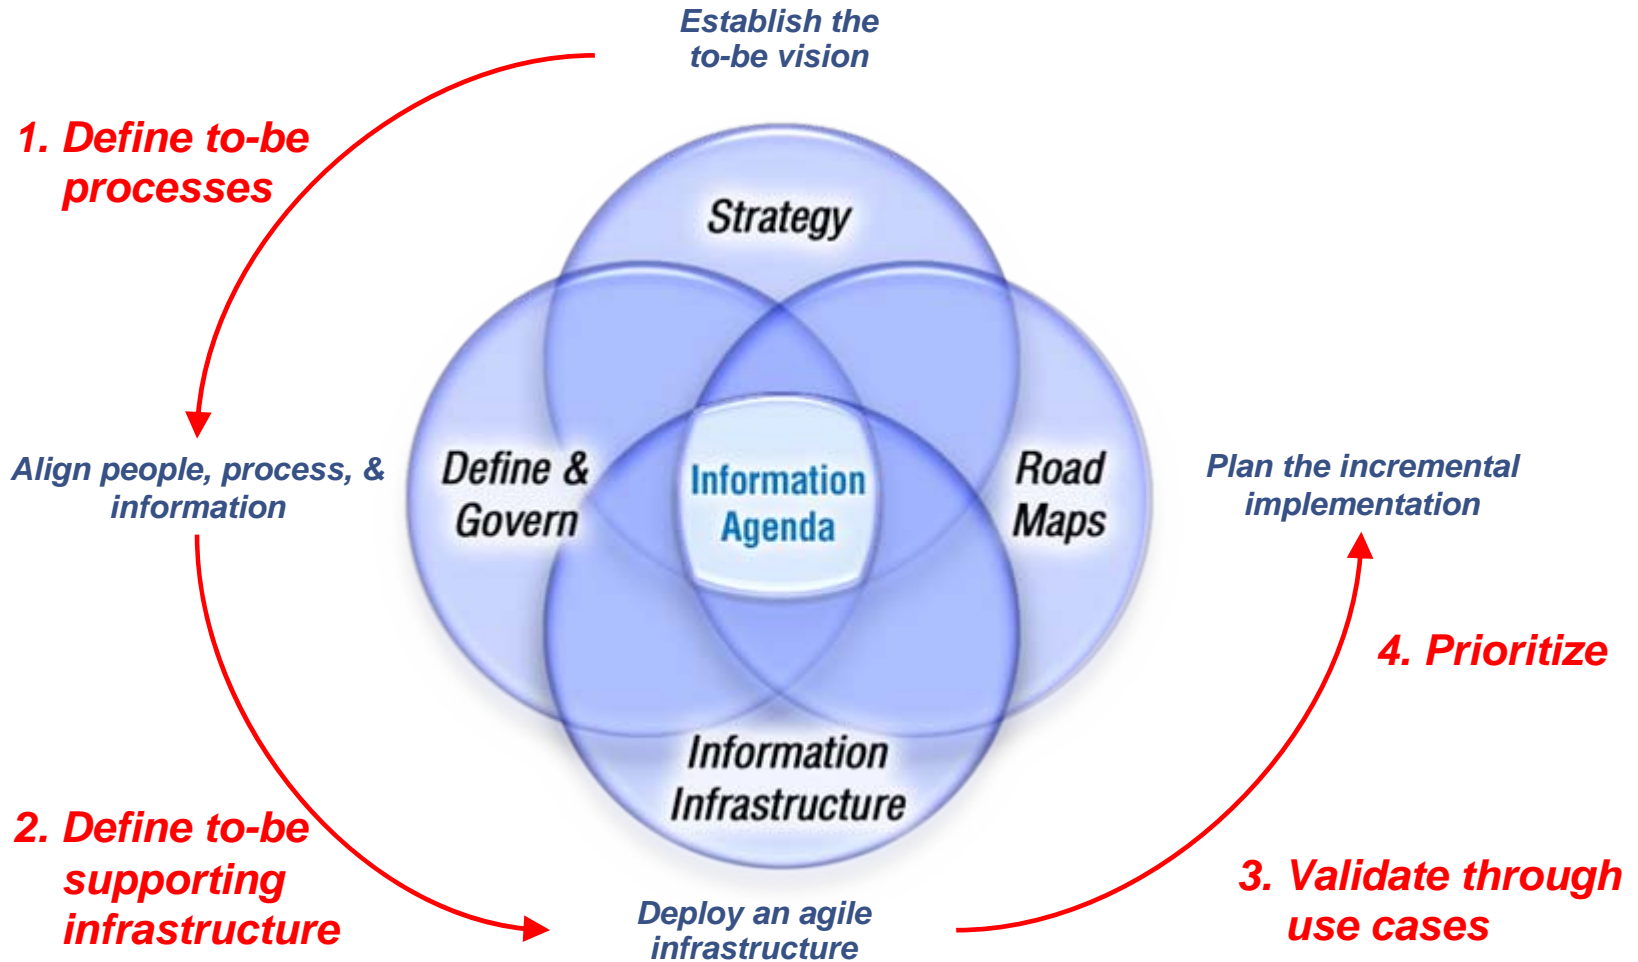 Establish the
to-be vision
1. Define to-be
processes
Strategy
Align people, process, &
information
Define &
Govern
Information
Agenda
Road
Maps
Plan the incremental
implementation
4. Prioritize
Information
Infrastructure
2. Define to-be
supporting
infrastructure
Deploy an agile
infrastructure
3. Validate through
use cases